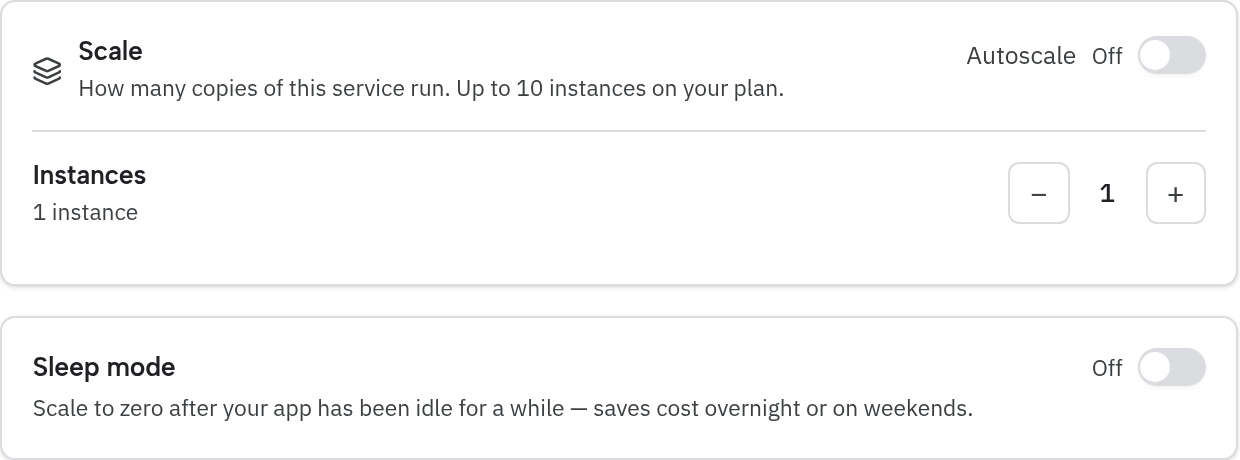 Scale
Autoscale Off
How many copies of this service run. Up to 10 instances on your plan.
Instances
1 instance
− 1 +
Sleep mode
Off
Scale to zero after your app has been idle for a while — saves cost overnight or on weekends.